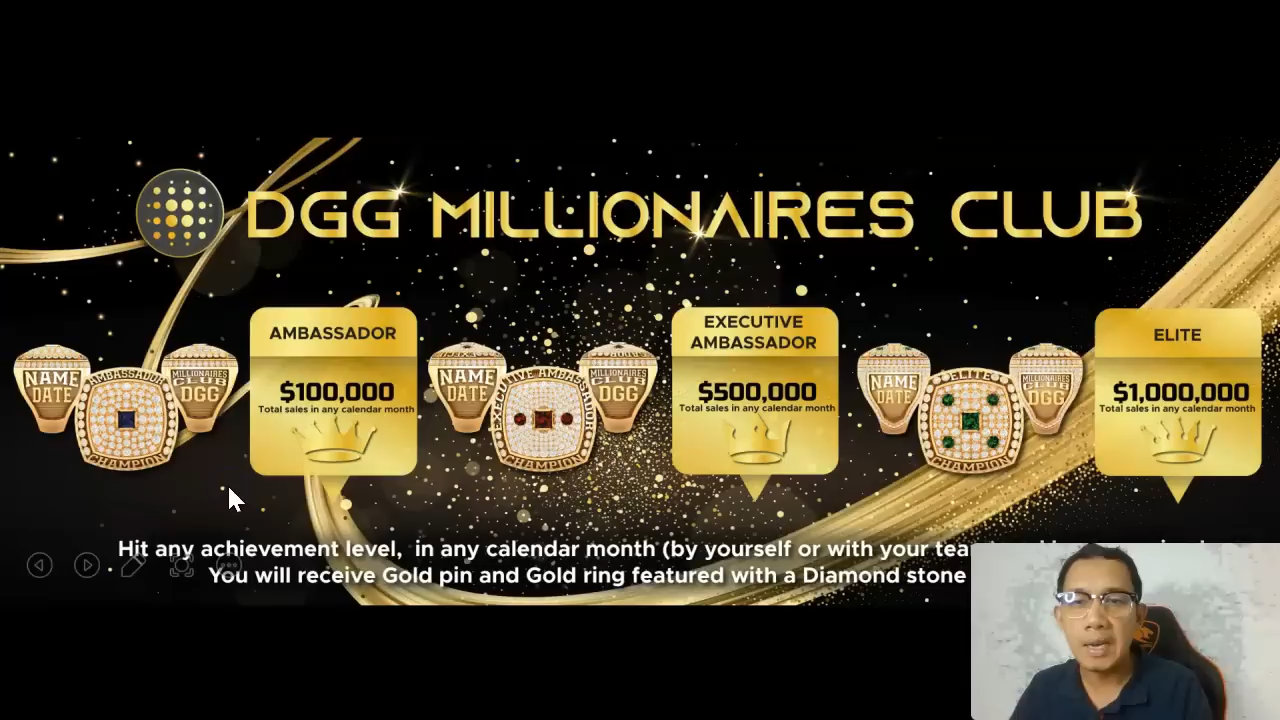 DGG MILLIONAIRES CLUB
AMBASSADOR
$100,000
Total sales in any calendar month
EXECUTIVE
AMBASSADOR
$500,000
Total sales in any calendar month
ELITE
$1,000,000
Total sales in any calendar month
NAME
DATE
AMBASSADOR
CHAMPION
MILLIONAIRES
CLUB
DGG
NAME
DATE
EXECUTIVE AMBASSADOR
CHAMPION
MILLIONAIRES
CLUB
DGG
NAME
DATE
ELITE
CHAMPION
MILLIONAIRES
CLUB
DGG
Hit any achievement level, in any calendar month (by yourself or with your
You will receive Gold pin and Gold ring featured with a Diamond stone